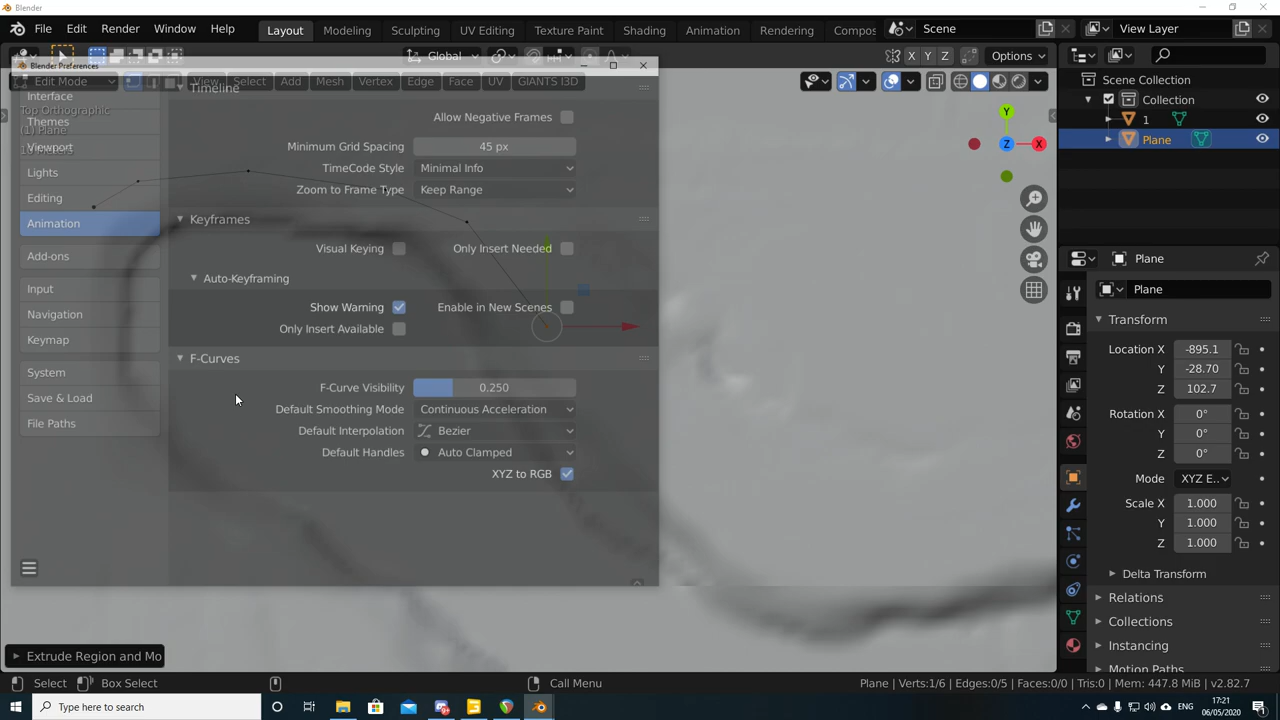 Blender
File Edit Render Window Help Layout Modeling Sculpting UV Editing Texture Paint Shading Animation Rendering Compos Scene View Layer
Global X Y Z Options
Blender Preferences
Edit Mode View Select Add Mesh Vertex Edge Face UV GIANTS I3D
Top Orthographic
(1) Plane
Interface
Themes
Viewport
Lights
Editing
Animation
Add-ons
Input
Navigation
Keymap
System
Save & Load
File Paths
Timeline
Allow Negative Frames
Minimum Grid Spacing 45 px
TimeCode Style Minimal Info
Zoom to Frame Type Keep Range
Keyframes
Visual Keying Only Insert Needed
Auto-Keyframing
Show Warning Enable in New Scenes
Only Insert Available
F-Curves
F-Curve Visibility 0.250
Default Smoothing Mode Continuous Acceleration
Default Interpolation Bezier
Default Handles Auto Clamped
XYZ to RGB
Y
Z X
Scene Collection
Collection
1
Plane
Plane
Plane
Transform
Location X -895.1
Y -28.70
Z 102.7
Rotation X 0°
Y 0°
Z 0°
Mode XYZ E..
Scale X 1.000
Y 1.000
Z 1.000
Delta Transform
Relations
Collections
Instancing
Motion Paths
Extrude Region and Mo
Select Box Select Call Menu Plane | Verts:1/6 | Edges:0/5 | Faces:0/0 | Tris:0 | Mem: 447.8 MiB | v2.82.7
Type here to search
ENG
17:21
06/05/2020